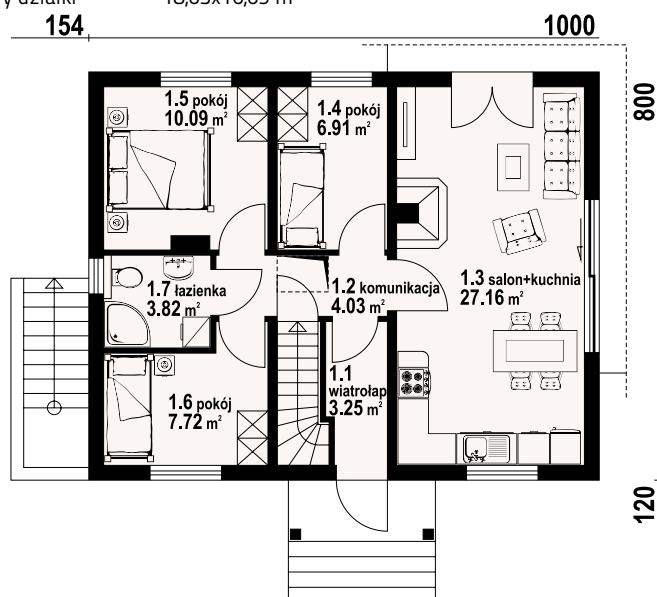 y działki
154
1000
1.5 pokój
10.09 m²
1.4 pokój
6.91 m²
800
1.7 łazienka
3.82 m²
1.2 komunikacja
4.03 m²
1.3 salon+kuchnia
27.16 m²
1.6 pokój
7.72 m²
1.1
wiatrołap
3.25 m²
120